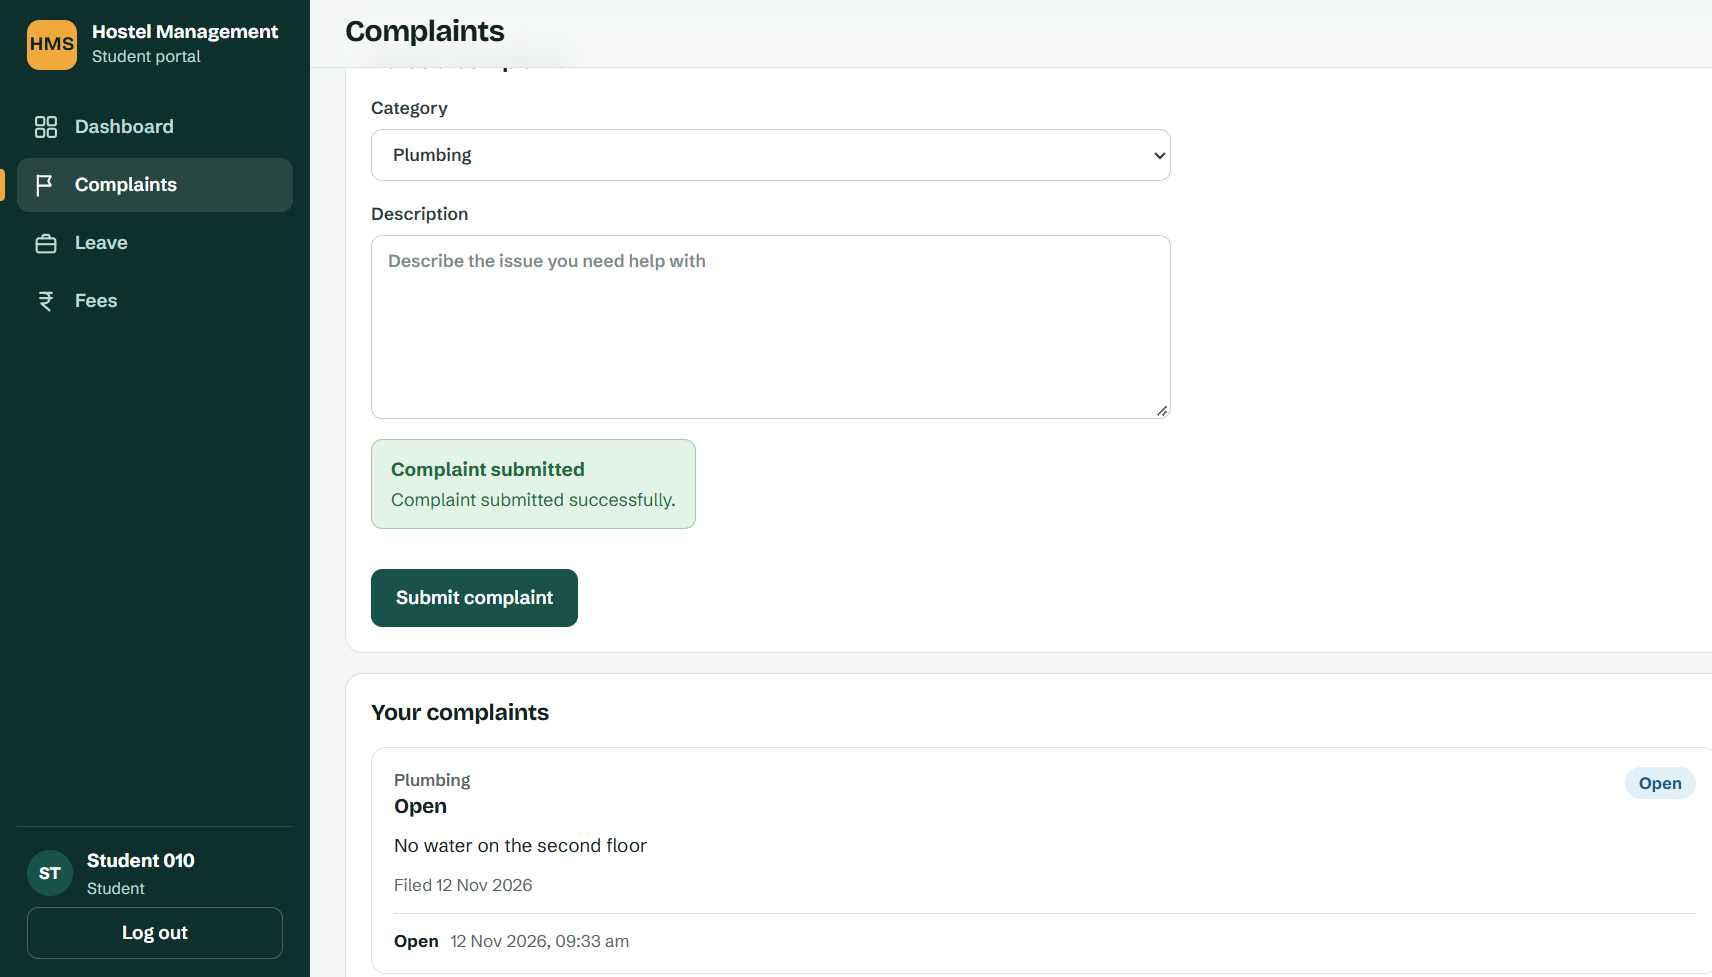 HMS
Hostel Management
Student portal
Dashboard
Complaints
Leave
Fees
ST
Student 010
Student
Log out
Complaints
Category
Plumbing
Description
Describe the issue you need help with
Complaint submitted
Complaint submitted successfully.
Submit complaint
Your complaints
Plumbing
Open
Open
No water on the second floor
Filed 12 Nov 2026
Open 12 Nov 2026, 09:33 am